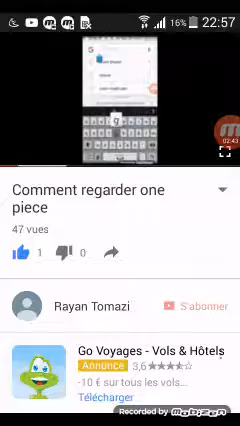 16% 22:57
02:43
Comment regarder one
piece
47 vues
1 0
Rayan Tomazi S'abonner
Go Voyages - Vols & Hôtels
Annonce 3,6
-10 € sur tous les vols...
Télécharger
Recorded by mobizen